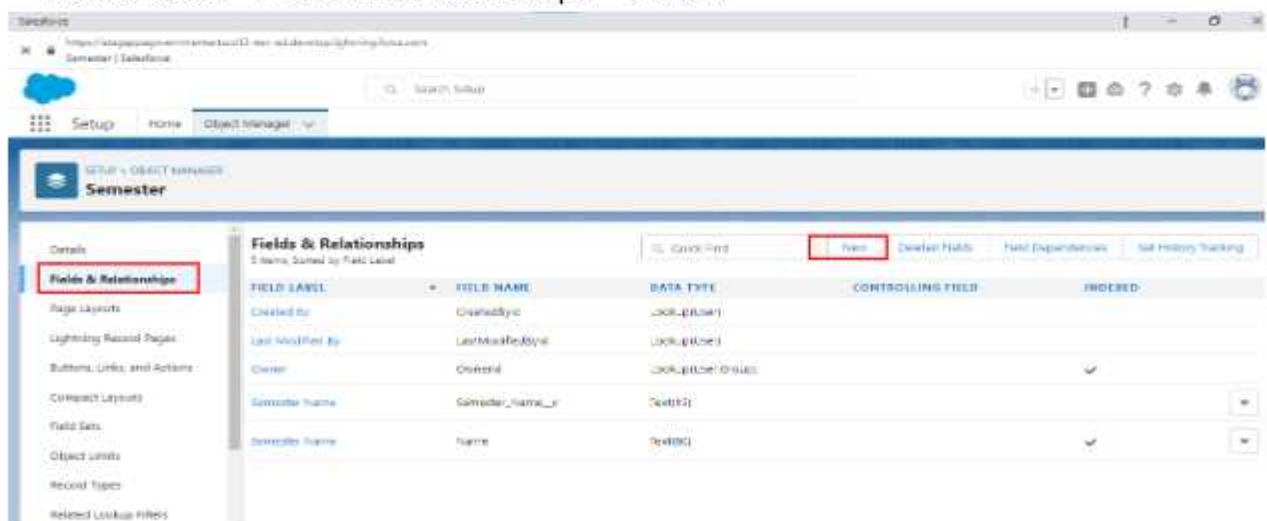 Salesforce
Semester | Salesforce
Search Setup
Setup Home Object Manager
SETUP > OBJECT MANAGER
Semester
Details
Fields & Relationships
Page Layouts
Lightning Record Pages
Buttons, Links, and Actions
Compact Layouts
Field Sets
Object Limits
Record Types
Related Lookup Filters
Fields & Relationships
5 Items, Sorted by Field Label
Quick Find New Deleted Fields Field Dependencies Set History Tracking
FIELD LABEL FIELD NAME DATA TYPE CONTROLLING FIELD INDEXED
Created By CreatedById Lookup(User)
Last Modified By LastModifiedById Lookup(User)
Owner OwnerId Lookup(User,Group)
Semester Name Semester_Name__c
Semester Name Name Text(80)